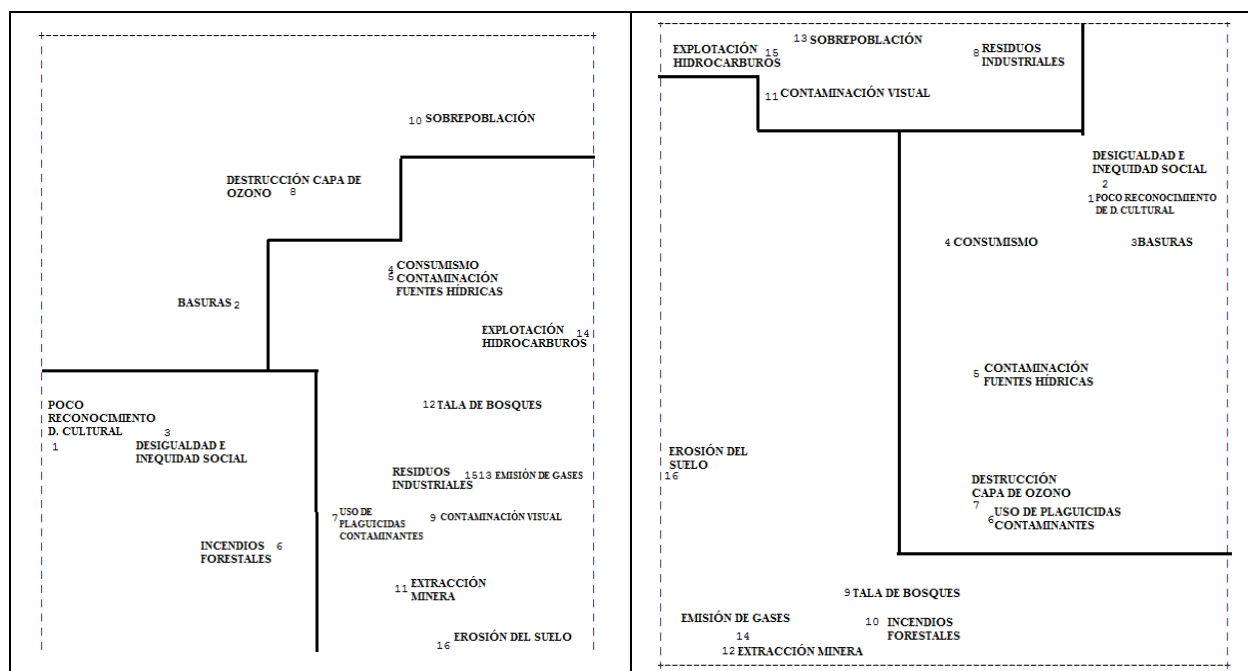 10 SOBREPOBLACIÓN
DESTRUCCIÓN CAPA DE
OZONO 8
4 CONSUMISMO
5 CONTAMINACIÓN
FUENTES HÍDRICAS
BASURAS 2
EXPLOTACIÓN 14
HIDROCARBUROS
12 TALA DE BOSQUES
POCO
RECONOCIMIENTO
D. CULTURAL
1
3
DESIGUALDAD E
INEQUIDAD SOCIAL
RESIDUOS
INDUSTRIALES
15 13 EMISIÓN DE GASES
7 USO DE
PLAGUICIDAS
CONTAMINANTES
9 CONTAMINACIÓN VISUAL
INCENDIOS 6
FORESTALES
11 EXTRACCIÓN
MINERA
16 EROSIÓN DEL SUELO
EXPLOTACIÓN 15
HIDROCARBUROS
13 SOBREPOBLACIÓN
8 RESIDUOS
INDUSTRIALES
11 CONTAMINACIÓN VISUAL
DESIGUALDAD E
INEQUIDAD SOCIAL
2
1 POCO RECONOCIMIENTO
DE D. CULTURAL
4 CONSUMISMO
3 BASURAS
5 CONTAMINACIÓN
FUENTES HÍDRICAS
EROSIÓN DEL
SUELO
16
DESTRUCCIÓN
CAPA DE OZONO
7
6 USO DE PLAGUICIDAS
CONTAMINANTES
9 TALA DE BOSQUES
EMISIÓN DE GASES
14
10 INCENDIOS
FORESTALES
12 EXTRACCIÓN MINERA